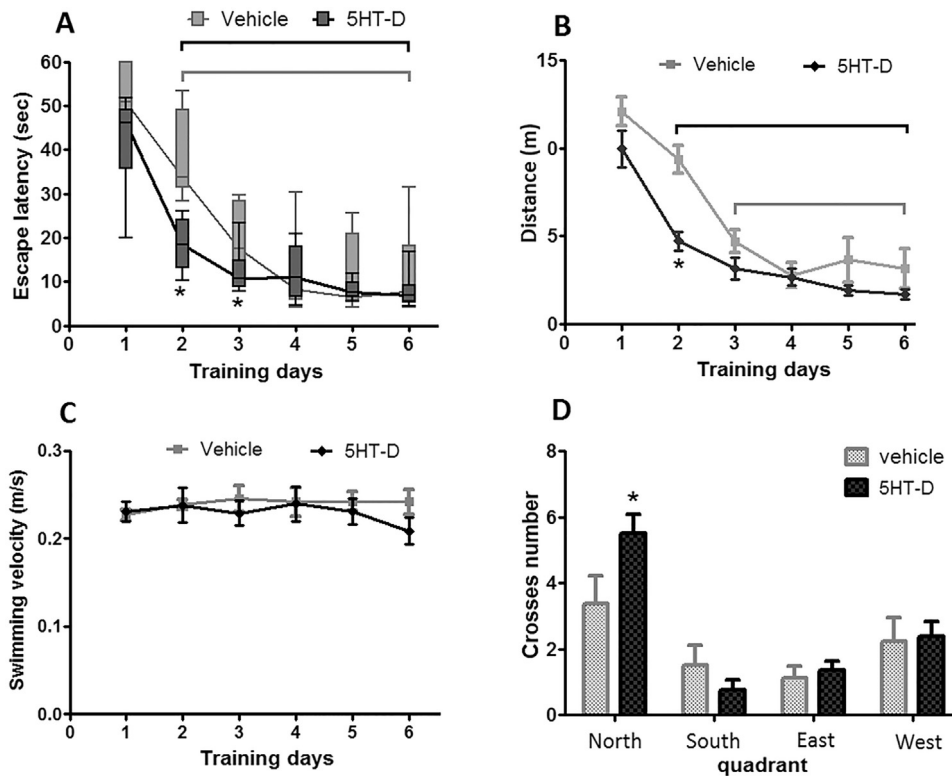 A
Vehicle 5HT-D
60
50
40
30
20
10
0
Escape latency (sec)
0 1 2 3 4 5 6
* *
Training days
B
Vehicle 5HT-D
15
0
5
0
Distance (m)
0 1 2 3 4 5 6
*
Training days
C
Vehicle 5HT-D
0.3
0.2
0.1
0.0
Swimming velocity (m/s)
0 1 2 3 4 5 6
Training days
D
vehicle
5HT-D
8
6
4
2
0
Crosses number
*
North South East West
quadrant